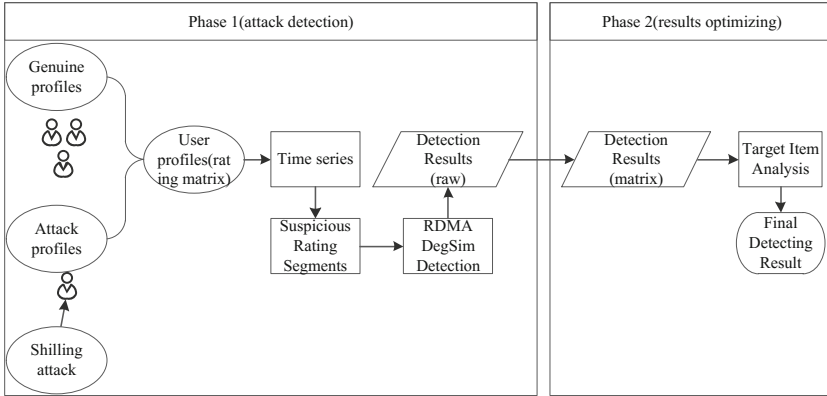 Phase 1(attack detection)
Phase 2(results optimizing)
Genuine
profiles
User
profiles(rat
ing matrix)
Time series
Detection
Results
(raw)
Detection
Results
(matrix)
Target Item
Analysis
Attack
profiles
Suspicious
Rating
Segments
RDMA
DegSim
Detection
Final
Detecting
Result
Shilling
attack